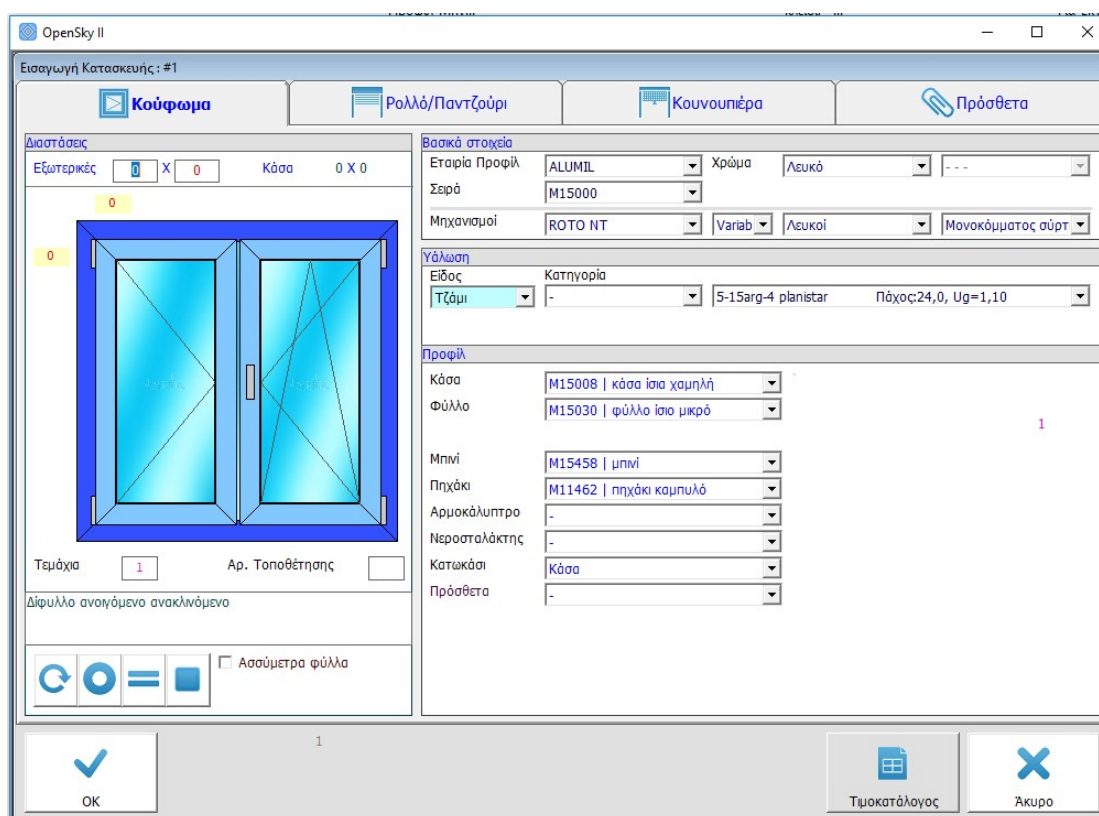 OpenSky II
Εισαγωγή Κατασκευής : #1
Κούφωμα
Ρολλό/Παντζούρι
Κουνουπιέρα
Πρόσθετα
Διαστάσεις
Εξωτερικές 0 X 0 Κάσα 0 X 0
0
0
Τεμάχια 1 Αρ. Τοποθέτησης
Δίφυλλο ανοιγόμενο ανακλινόμενο
Ασσύμετρα φύλλα
Βασικά στοιχεία
Εταιρία Προφίλ ALUMIL Χρώμα Λευκό - - -
Σειρά M15000
Μηχανισμοί ROTO NT Variab Λευκοί Μονοκόμματος σύρτ
Υάλωση
Είδος Κατηγορία
Τζάμι - 5-15arg-4 planistar Πάχος:24,0, Ug=1,10
Προφίλ
Κάσα M15008 | κάσα ίσια χαμηλή
Φύλλο M15030 | φύλλο ίσιο μικρό
1
Μπινί M15458 | μπινί
Πηχάκι M11462 | πηχάκι καμπυλό
Αρμοκάλυπτρο -
Νεροσταλάκτης -
Κατωκάσι Κάσα
Πρόσθετα -
1
OK
Τιμοκατάλογος
Άκυρο